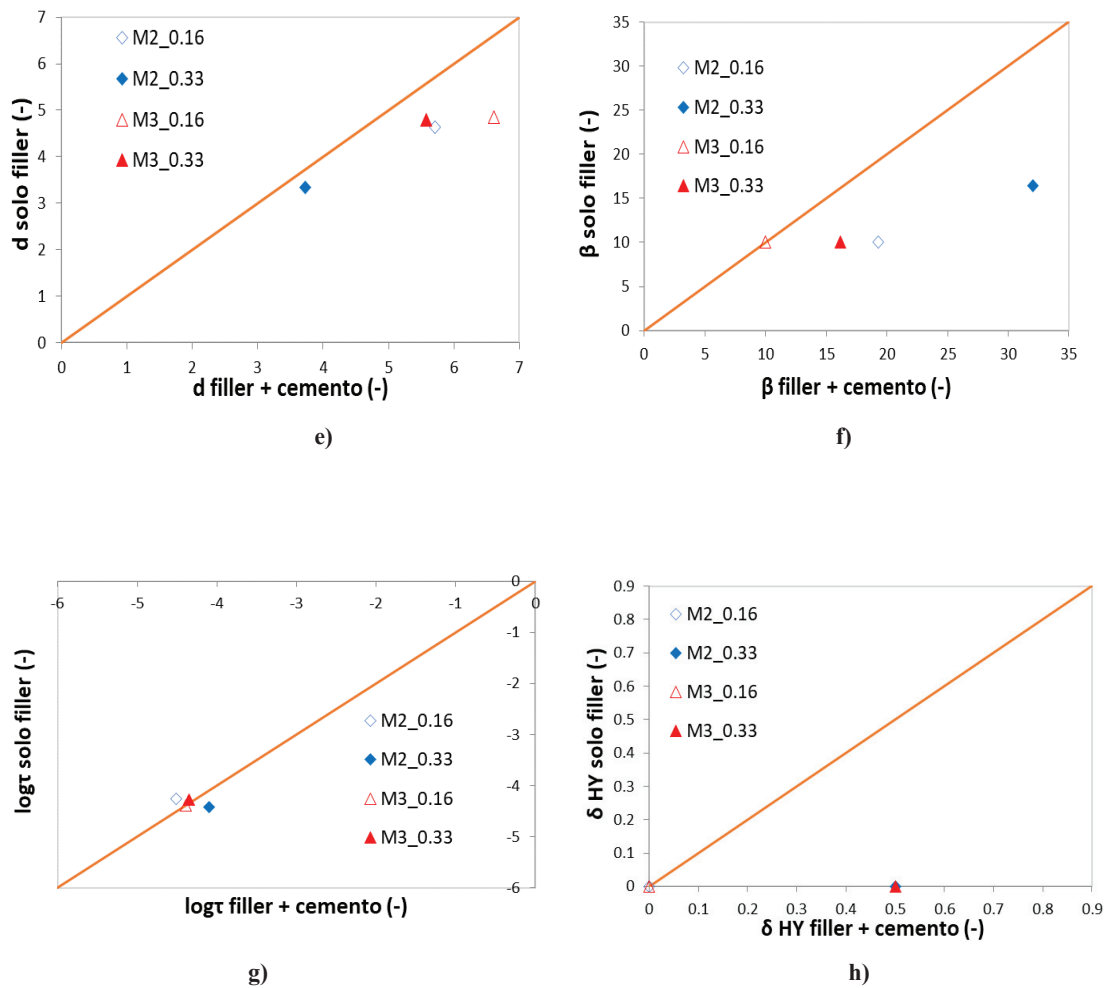 7
6
5
4
3
2
1
0
0 1 2 3 4 5 6 7
M2_0.16
M2_0.33
M3_0.16
M3_0.33
d solo filler (-)
d filler + cemento (-)
e)
35
30
25
20
15
10
5
0
0 5 10 15 20 25 30 35
M2_0.16
M2_0.33
M3_0.16
M3_0.33
β solo filler (-)
β filler + cemento (-)
f)
-6 -5 -4 -3 -2 -1 0
0
-1
-2
-3
-4
-5
-6
M2_0.16
M2_0.33
M3_0.16
M3_0.33
logτ solo filler (-)
logτ filler + cemento (-)
g)
0.9
0.8
0.7
0.6
0.5
0.4
0.3
0.2
0.1
0
0 0.1 0.2 0.3 0.4 0.5 0.6 0.7 0.8 0.9
M2_0.16
M2_0.33
M3_0.16
M3_0.33
δ HY solo filler (-)
δ HY filler + cemento (-)
h)